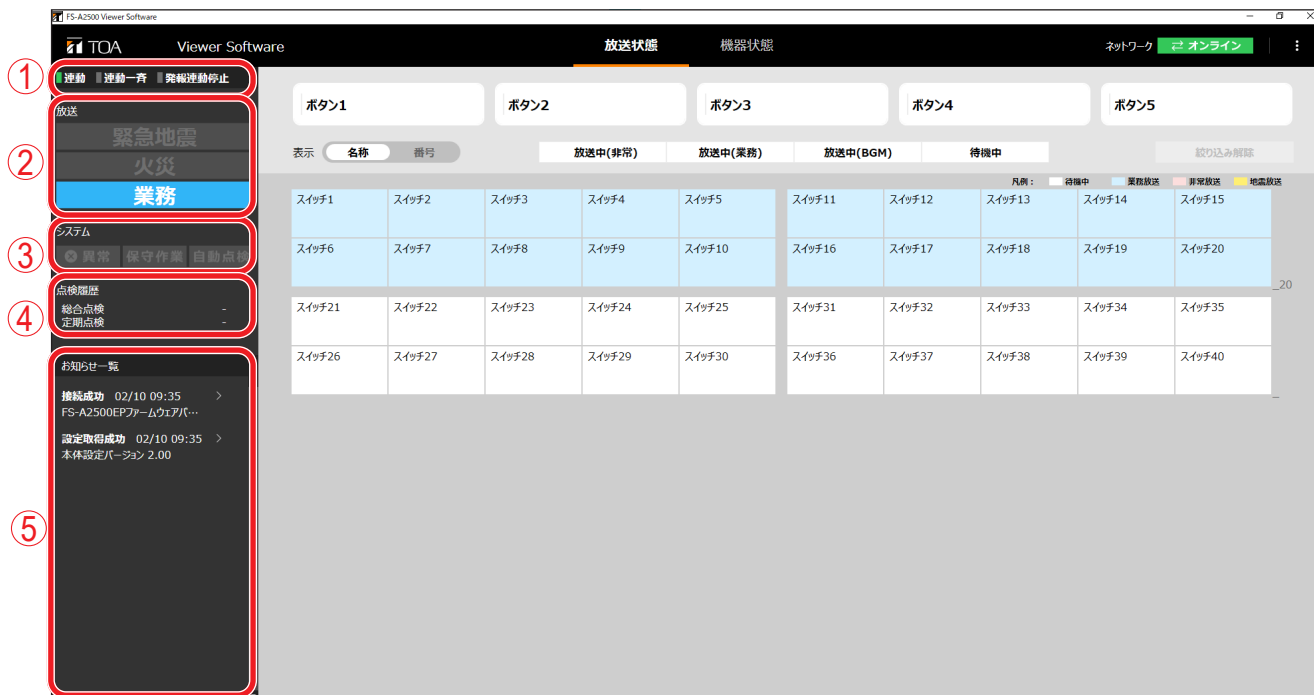 FS-A2500 Viewer Software
TOA Viewer Software 放送状態 機器状態 ネットワーク オンライン
① 連動 連動一斉 発報連動停止
② 放送
緊急地震
火災
業務
③ システム
異常 保守作業 自動点検
④ 点検履歴
総合点検 -
定期点検 -
⑤ お知らせ一覧
接続成功 02/10 09:35 >
FS-A2500EPファームウェアバ…
設定取得成功 02/10 09:35 >
本体設定バージョン 2.00
ボタン1 ボタン2 ボタン3 ボタン4 ボタン5
表示 名称 番号 放送中(非常) 放送中(業務) 放送中(BGM) 待機中 絞り込み解除
凡例： 待機中 業務放送 非常放送 地震放送
スイッチ1 スイッチ2 スイッチ3 スイッチ4 スイッチ5 スイッチ11 スイッチ12 スイッチ13 スイッチ14 スイッチ15
スイッチ6 スイッチ7 スイッチ8 スイッチ9 スイッチ10 スイッチ16 スイッチ17 スイッチ18 スイッチ19 スイッチ20
_20
スイッチ21 スイッチ22 スイッチ23 スイッチ24 スイッチ25 スイッチ31 スイッチ32 スイッチ33 スイッチ34 スイッチ35
スイッチ26 スイッチ27 スイッチ28 スイッチ29 スイッチ30 スイッチ36 スイッチ37 スイッチ38 スイッチ39 スイッチ40
_